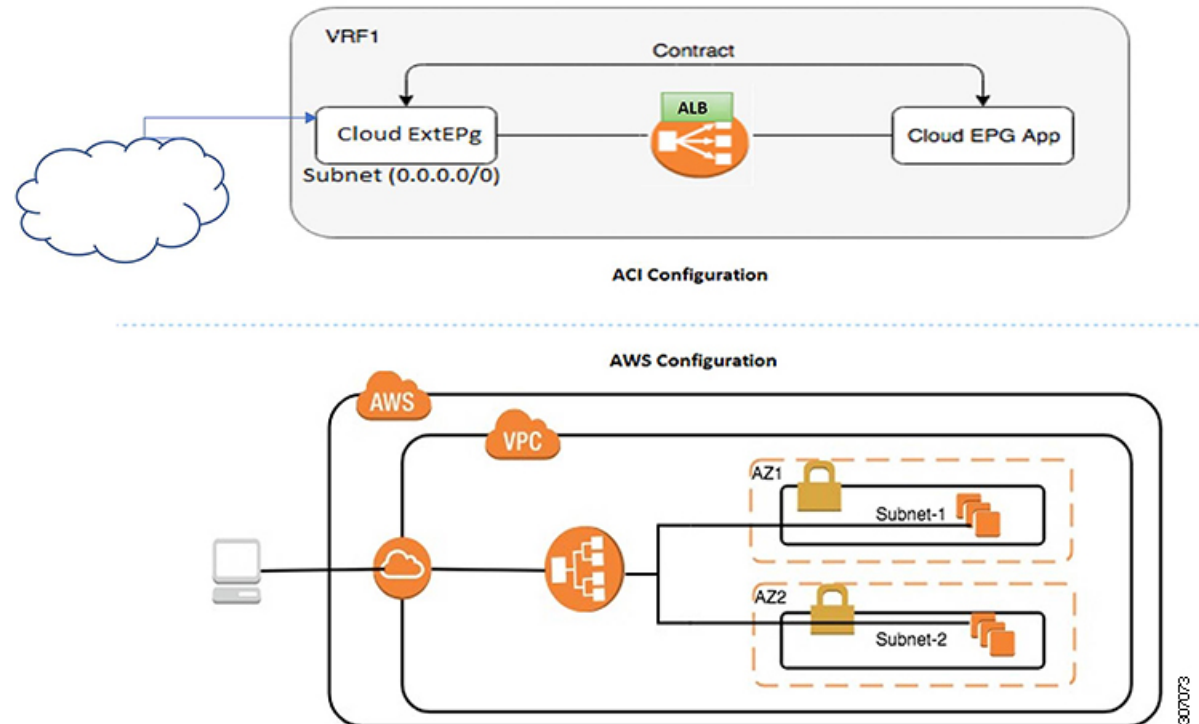 VRF1
Contract
ALB
Cloud ExtEPg
Cloud EPG App
Subnet (0.0.0.0/0)
ACI Configuration
AWS Configuration
AWS
VPC
AZ1
Subnet-1
AZ2
Subnet-2
307073